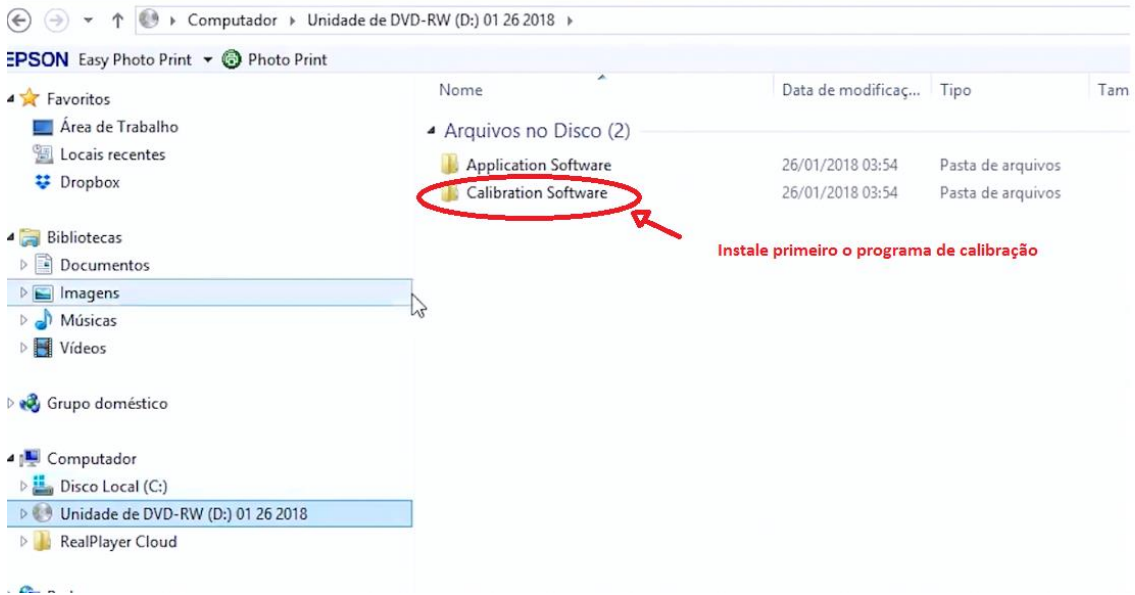 Computador Unidade de DVD-RW (D:) 01 26 2018
EPSON Easy Photo Print Photo Print
Nome Data de modificaç... Tipo Tam
Favoritos
Área de Trabalho
Locais recentes
Dropbox
Bibliotecas
Documentos
Imagens
Músicas
Vídeos
Grupo doméstico
Computador
Disco Local (C:)
Unidade de DVD-RW (D:) 01 26 2018
RealPlayer Cloud
Arquivos no Disco (2)
Application Software 26/01/2018 03:54 Pasta de arquivos
Calibration Software 26/01/2018 03:54 Pasta de arquivos
Instale primeiro o programa de calibração